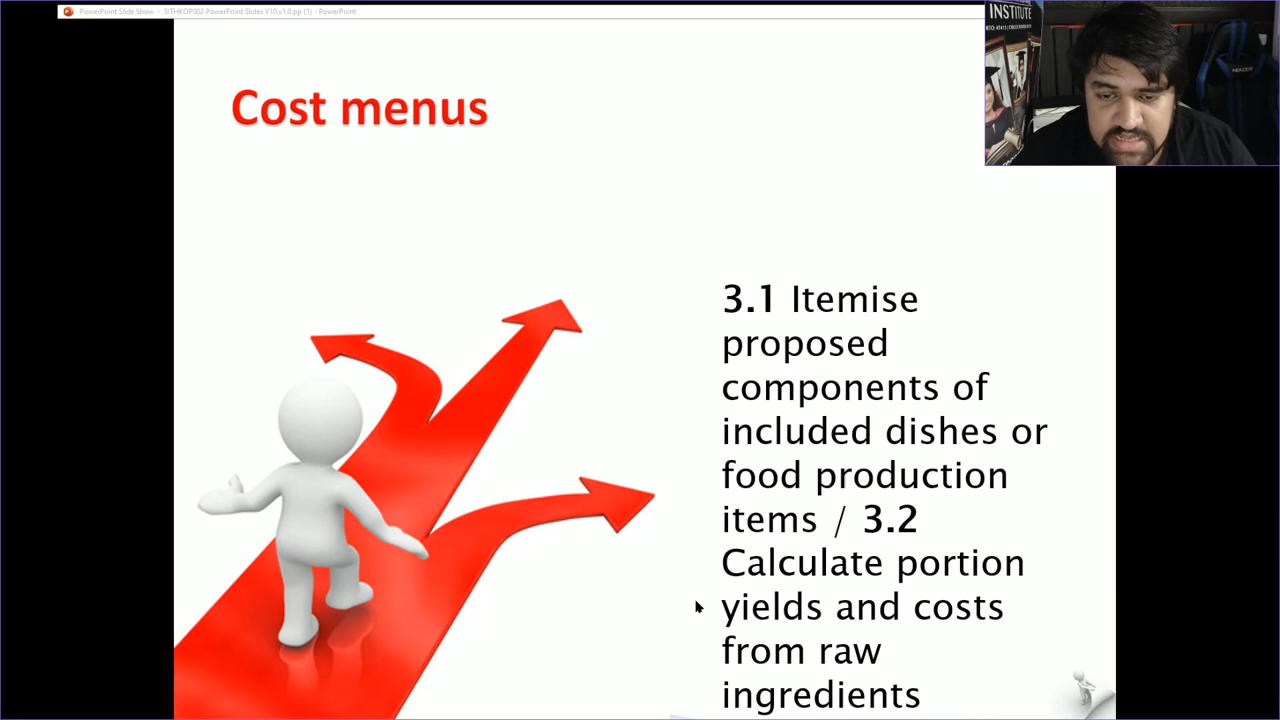 PowerPoint Slide Show - SITHKOP002 PowerPoint Slides V10.v1.0.pp (1) - PowerPoint
INSTITUTE
Cost menus
3.1 Itemise
proposed
components of
included dishes or
food production
items / 3.2
Calculate portion
yields and costs
from raw
ingredients